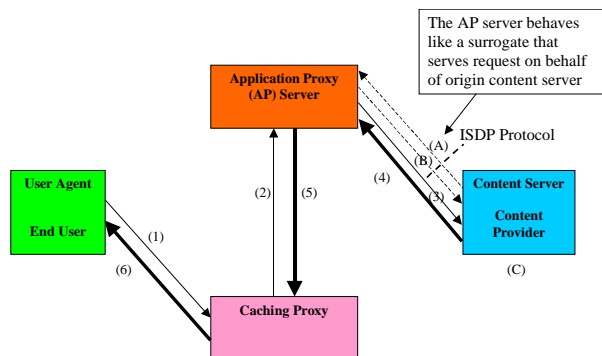 The AP server behaves
like a surrogate that
serves request on behalf
of origin content server
Application Proxy
(AP) Server
ISDP Protocol
(A)
(B)
(4)
(3)
(2)
(5)
User Agent
End User
Content Server
Content
Provider
(1)
(6)
(C)
Caching Proxy